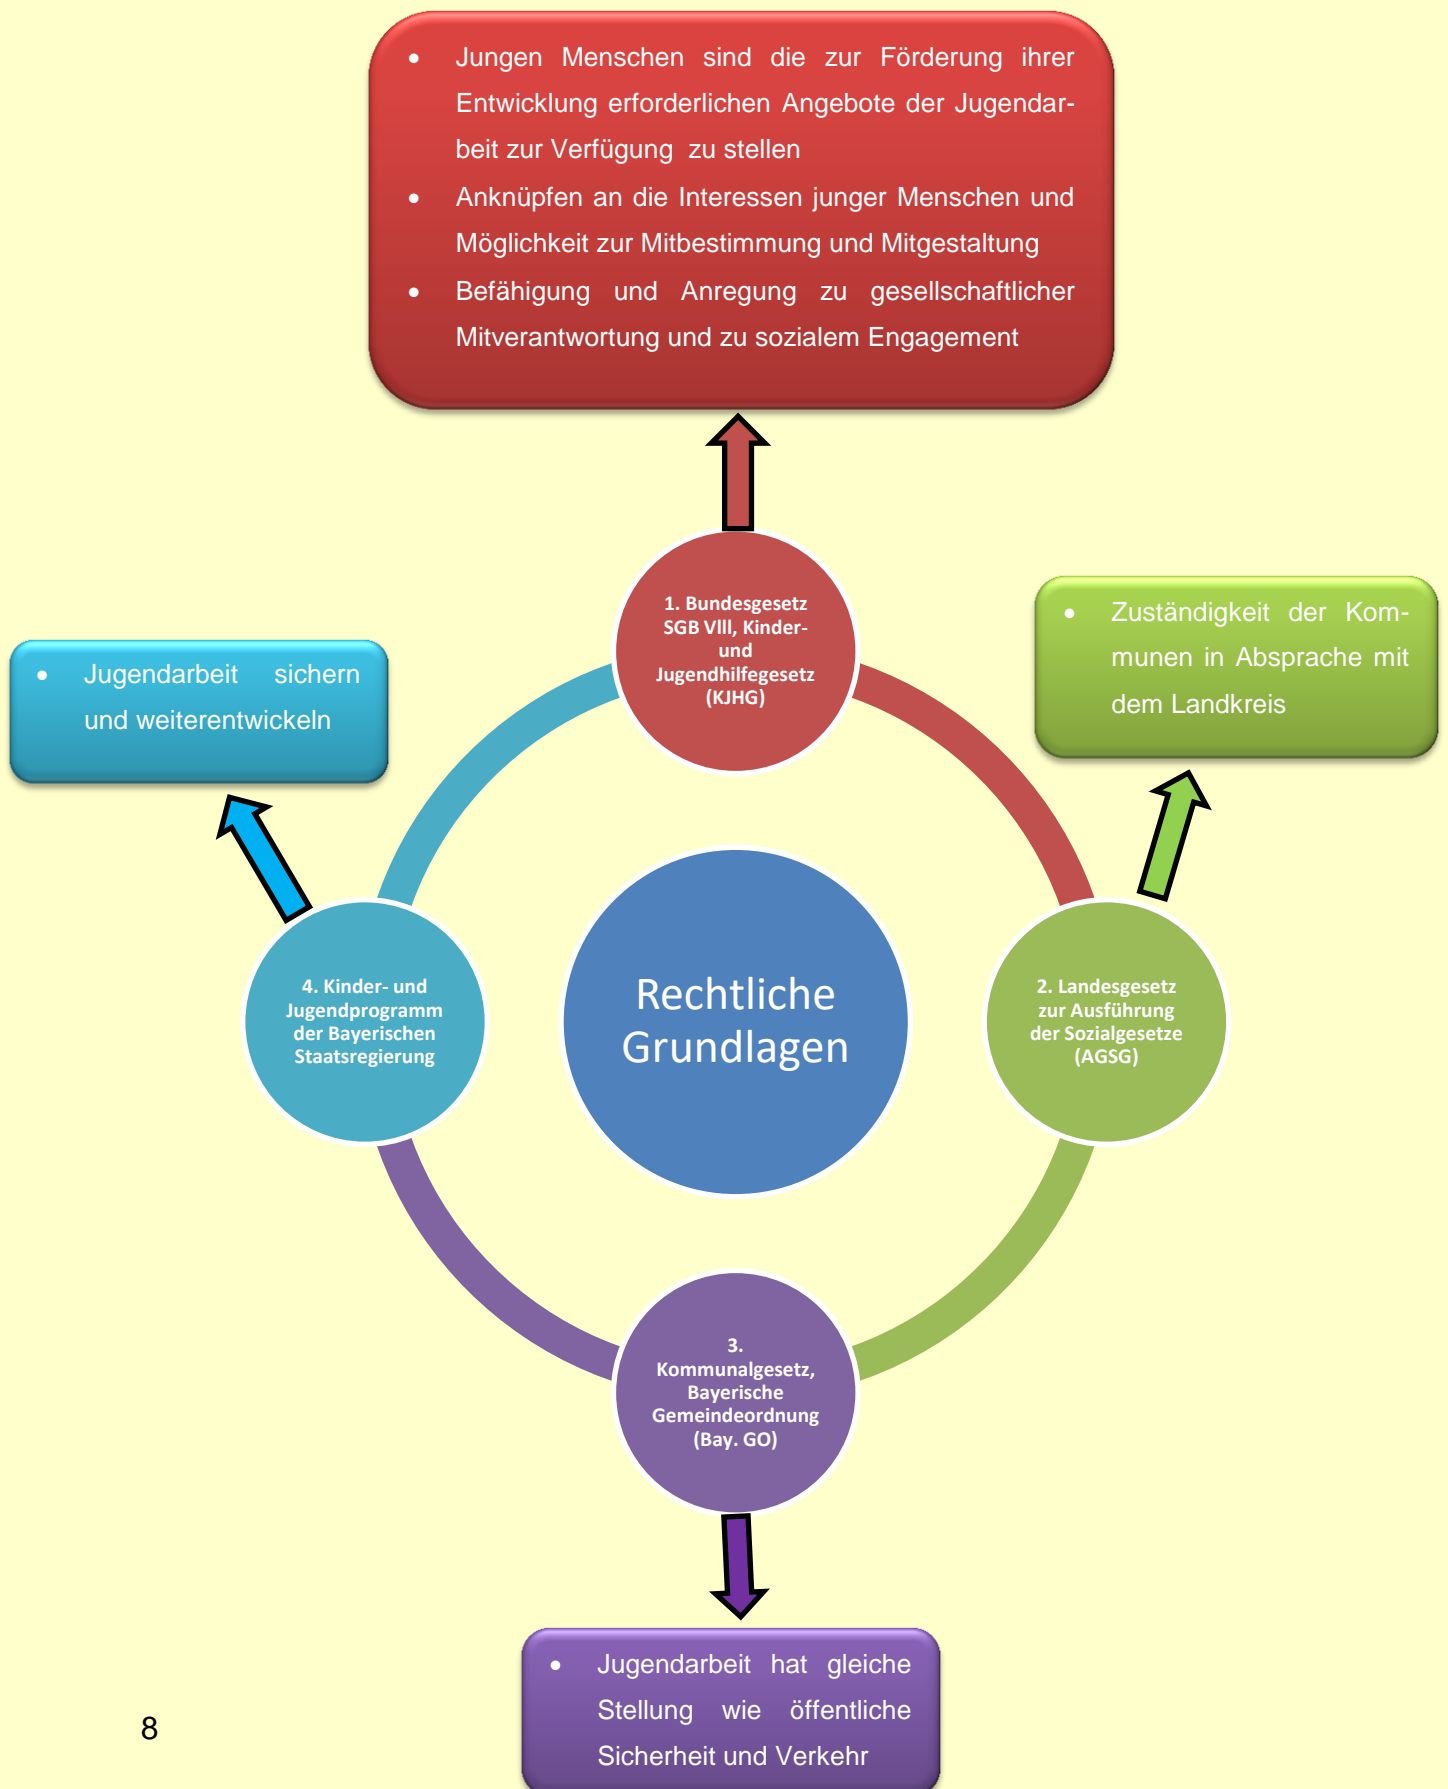 • Jungen Menschen sind die zur Förderung ihrer
Entwicklung erforderlichen Angebote der Jugendar-
beit zur Verfügung zu stellen
• Anknüpfen an die Interessen junger Menschen und
Möglichkeit zur Mitbestimmung und Mitgestaltung
• Befähigung und Anregung zu gesellschaftlicher
Mitverantwortung und zu sozialem Engagement
1. Bundesgesetz
SGB Vlll, Kinder-
und
Jugendhilfegesetz
(KJHG)
• Zuständigkeit der Kom-
munen in Absprache mit
dem Landkreis
• Jugendarbeit sichern
und weiterentwickeln
Rechtliche
Grundlagen
2. Landesgesetz
zur Ausführung
der Sozialgesetze
(AGSG)
4. Kinder- und
Jugendprogramm
der Bayerischen
Staatsregierung
3.
Kommunalgesetz,
Bayerische
Gemeindeordnung
(Bay. GO)
• Jugendarbeit hat gleiche
Stellung wie öffentliche
Sicherheit und Verkehr
8